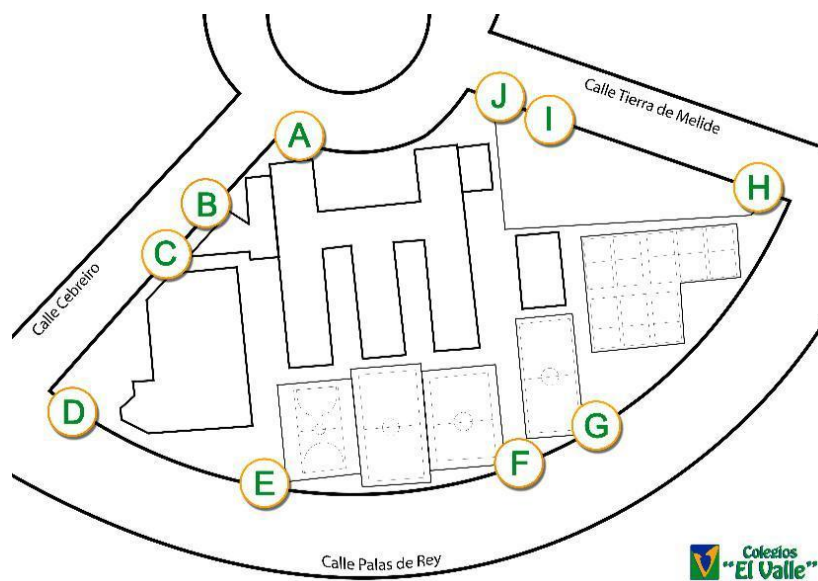 J
Calle Tierra de Melide
A
I
B
H
C
Calle Cebreiro
D
G
F
E
Calle Palas de Rey
Colegios
"El Valle"